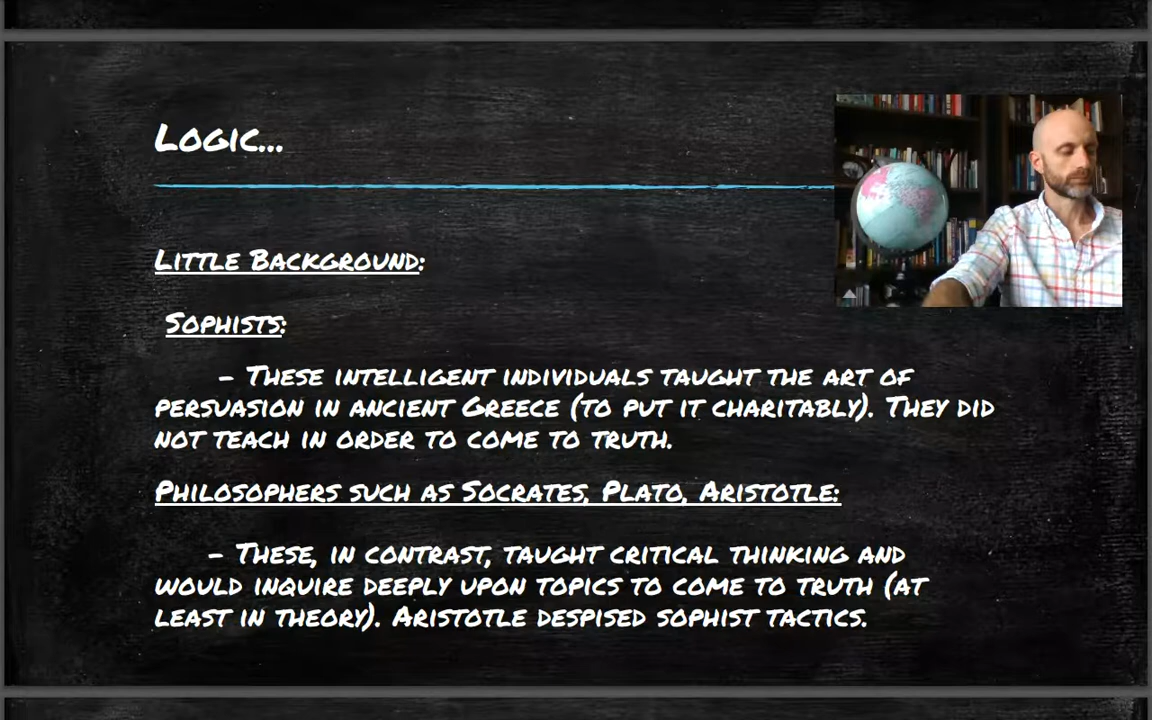 Logic...
Little Background:
Sophists:
- These intelligent individuals taught the art of
persuasion in ancient Greece (to put it charitably). They did
not teach in order to come to truth.
Philosophers such as Socrates, Plato, Aristotle:
- These, in contrast, taught critical thinking and
would inquire deeply upon topics to come to truth (at
least in theory). Aristotle despised sophist tactics.